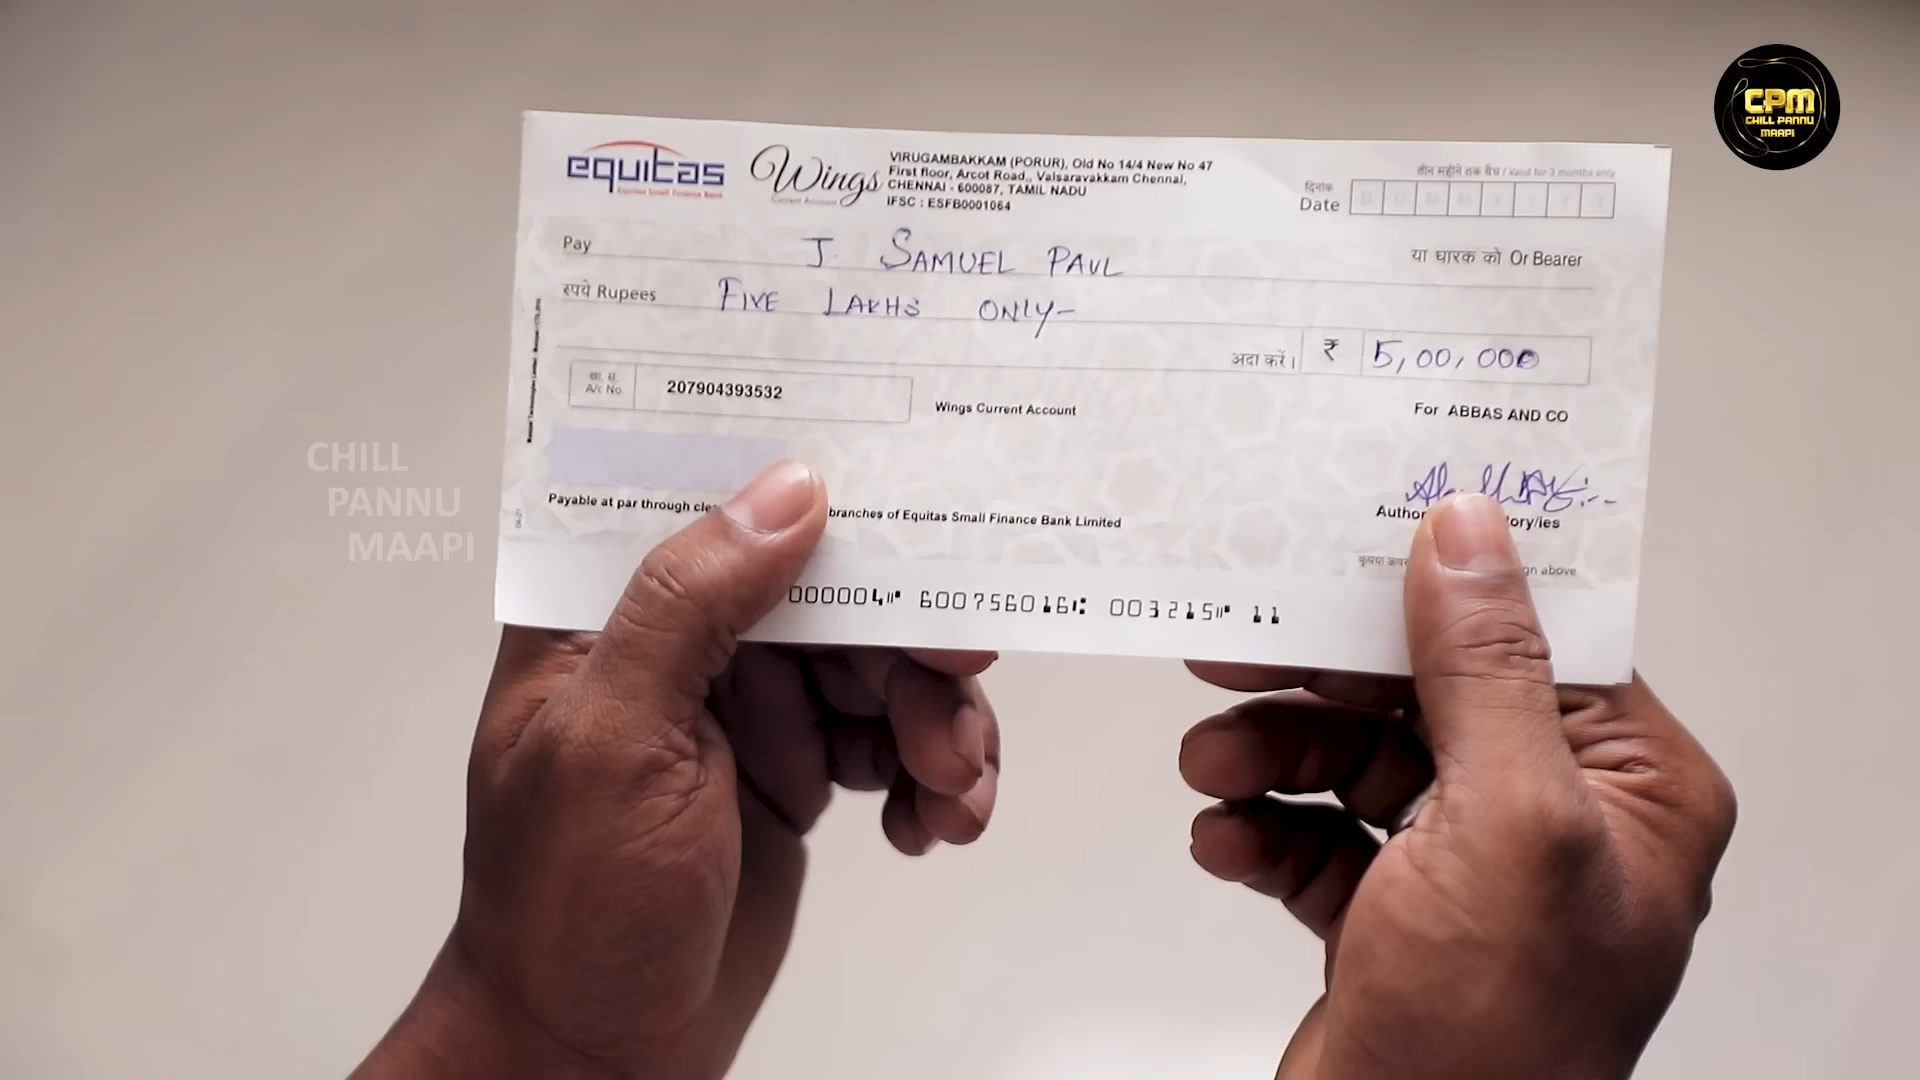 CPM
CHILL PANNU
MAAPI
equitas
Equitas Small Finance Bank
Wings
Current Account
VIRUGAMBAKKAM (PORUR), Old No 14/4 New No 47
First floor, Arcot Road,, Valsaravakkam Chennai,
CHENNAI - 600087, TAMIL NADU
IFSC : ESFB0001064
तीन महीने तक वैध / Valid for 3 months only
दिनांक
Date
D D M M Y Y Y Y
Pay J. SAMUEL PAUL या धारक को Or Bearer
रुपये Rupees FIVE LAKHS ONLY-
अदा करें। ₹ 5,00,000
खा. सं.
A/c No. 207904393532
Wings Current Account
For ABBAS AND CO
CHILL
PANNU
MAAPI
Payable at par through branches of Equitas Small Finance Bank Limited
04-21
gn above
000004 600756016 003215 11